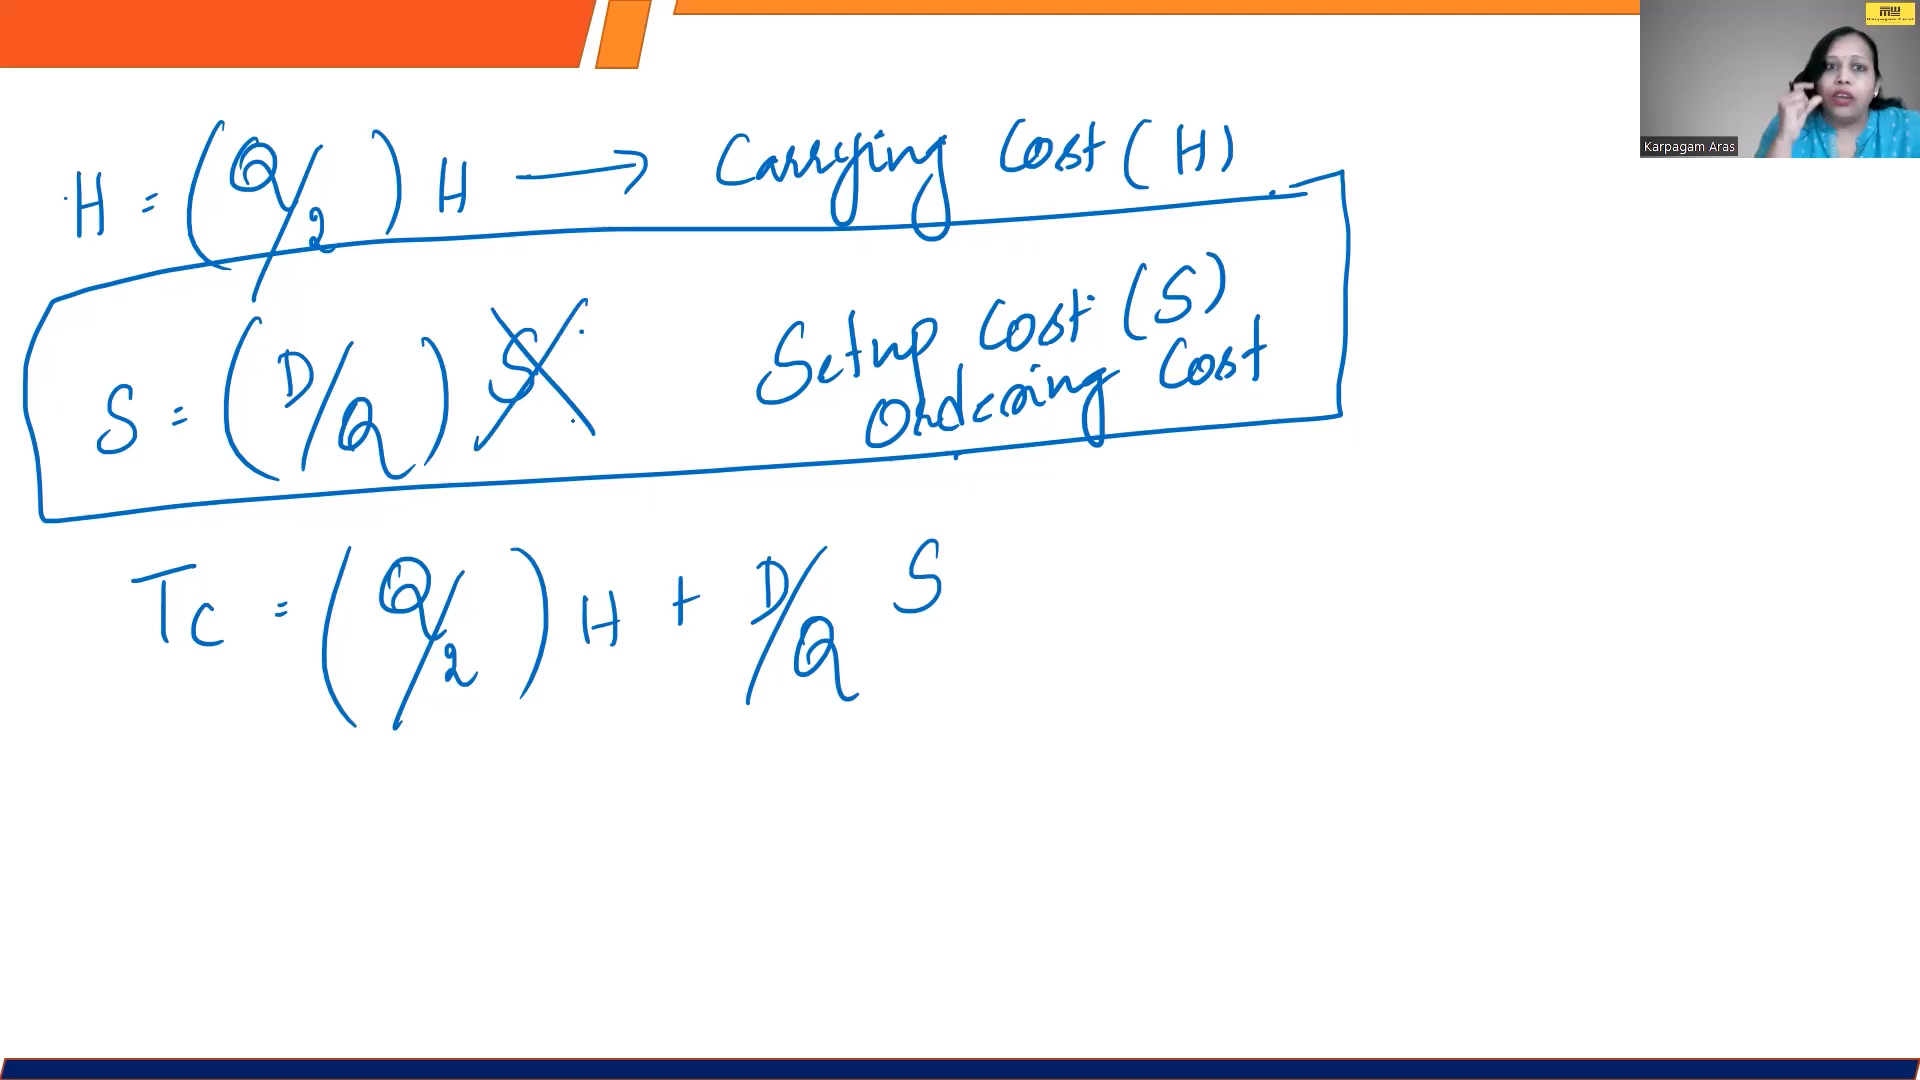 H = (Q/2) H → Carrying Cost (H)
S = (D/Q) S Setup Cost (S)
Ordering Cost
Tc = (Q/2) H + D/Q S
Karpagam Aras